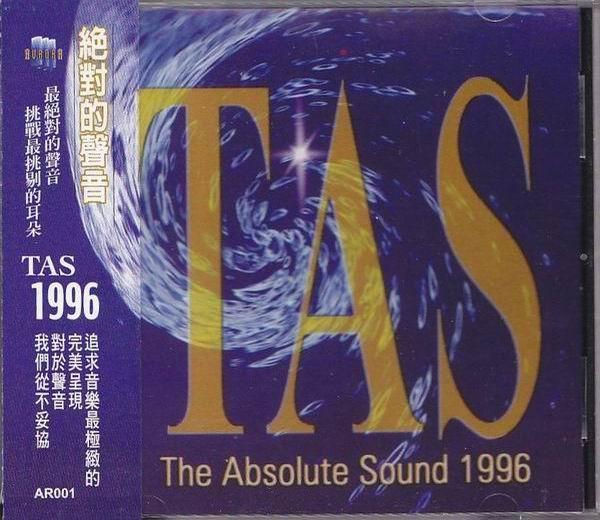 AURORA
絕對的聲音
最絕對的聲音
挑戰最挑剔的耳朵
TAS
1996
追求音樂最極緻的
完美呈現
對於聲音
我們從不妥協
AR001
TAS
The Absolute Sound 1996